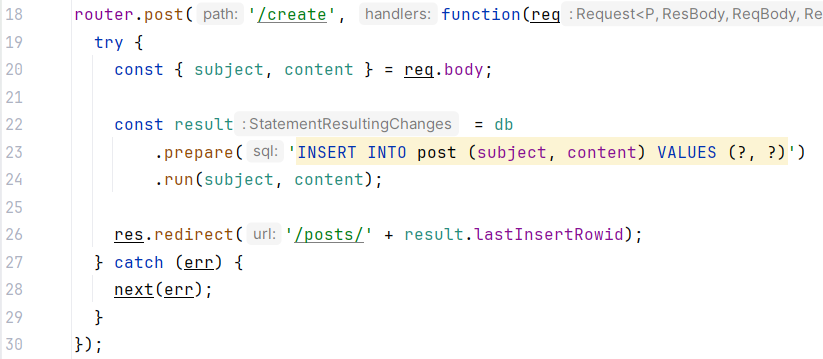 18 router.post( path: '/create', handlers: function(req : Request<P, ResBody, ReqBody, Re
19 try {
20 const { subject, content } = req.body;
21
22 const result : StatementResultingChanges = db
23 .prepare( sql: 'INSERT INTO post (subject, content) VALUES (?, ?)')
24 .run(subject, content);
25
26 res.redirect( url: '/posts/' + result.lastInsertRowid);
27 } catch (err) {
28 next(err);
29 }
30 });